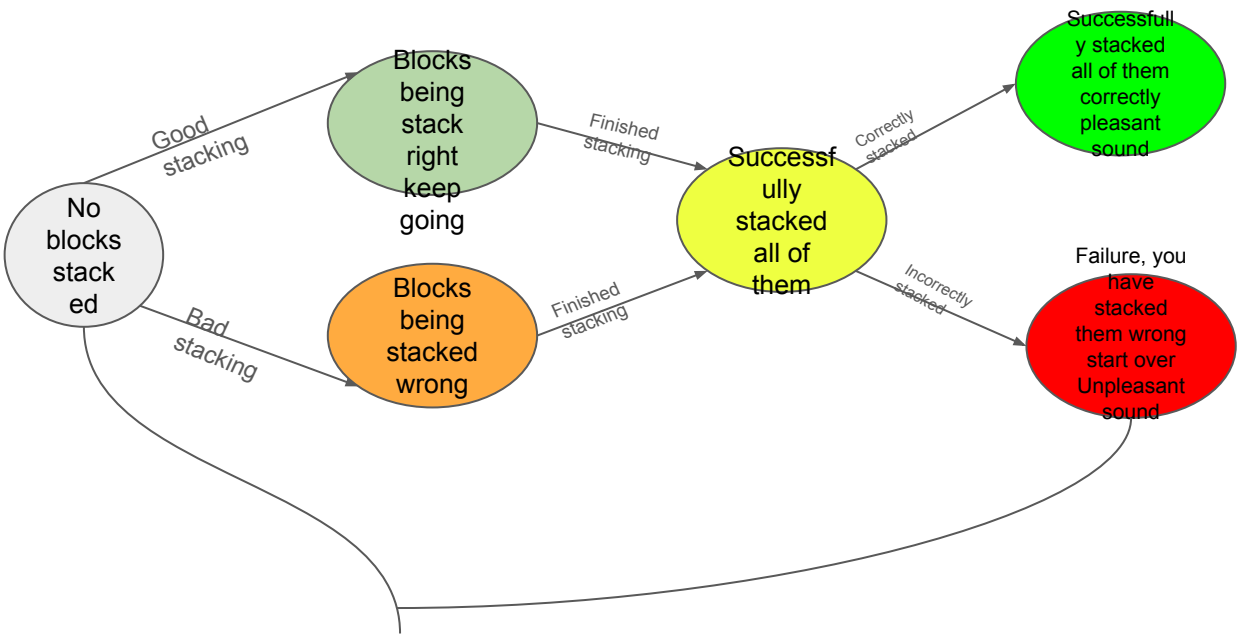 No
blocks
stack
ed
Good
stacking
Bad
stacking
Blocks
being
stack
right
keep
going
Blocks
being
stacked
wrong
Finished
stacking
Finished
stacking
Successf
ully
stacked
all of
them
Correctly
stacked
Incorrectly
stacked
Successfull
y stacked
all of them
correctly
pleasant
sound
Failure, you
have
stacked
them wrong
start over
Unpleasant
sound